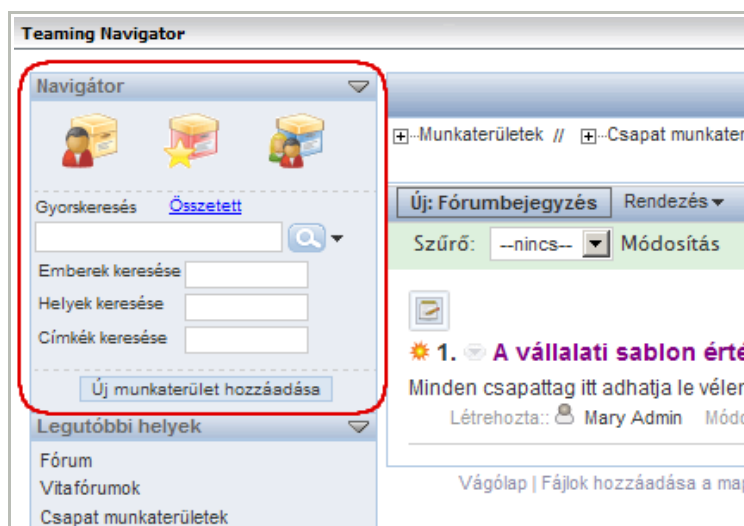 Teaming Navigator
Navigátor
Gyorskeresés Összetett
Emberek keresése
Helyek keresése
Címkék keresése
Új munkaterület hozzáadása
Legutóbbi helyek
Fórum
Vitafórumok
Csapat munkaterületek
Munkaterületek // Csapat munkater
Új: Fórumbejegyzés Rendezés
Szűrő: --nincs-- Módosítás
1. A vállalati sablon érté
Minden csapattag itt adhatja le vélem
Létrehozta:: Mary Admin Módo
Vágólap | Fájlok hozzáadása a map